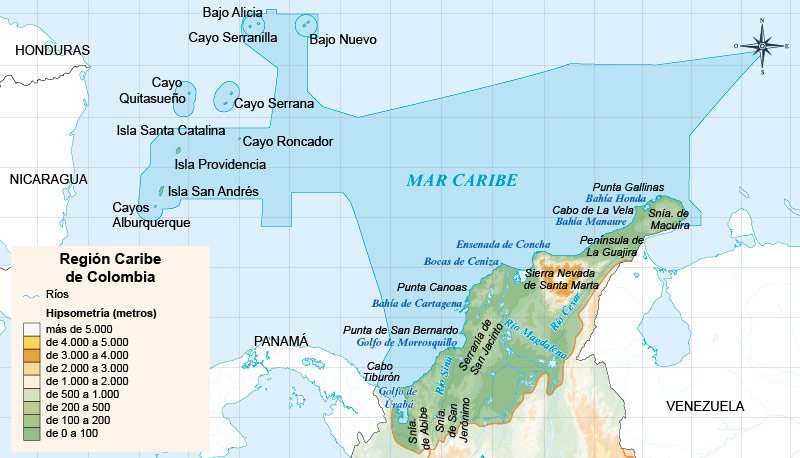 Bajo Alicia
Cayo Serranilla
Bajo Nuevo
HONDURAS
N
O
E
S
Cayo
Quitasueño
Cayo Serrana
Isla Santa Catalina
Cayo Roncador
Isla Providencia
NICARAGUA
MAR CARIBE
Isla San Andrés
Cayos
Alburquerque
Punta Gallinas
Bahía Honda
Cabo de La Vela
Bahía Manaure
Snía. de
Macuira
Península de
La Guajira
Ensenada de Concha
Bocas de Ceniza
Sierra Nevada
de Santa Marta
Punta Canoas
Bahía de Cartagena
Río Cesar
Río Magdalena
Punta de San Bernardo
Golfo de Morrosquillo
Serranía de
San Jacinto
PANAMÁ
Cabo
Tiburón
Río Sinú
Golfo de
Urabá
Snía.
de Abibe
Snía.
de San
Jerónimo
VENEZUELA
Región Caribe
de Colombia
Ríos
Hipsometría (metros)
más de 5.000
de 4.000 a 5.000
de 3.000 a 4.000
de 2.000 a 3.000
de 1.000 a 2.000
de 500 a 1.000
de 200 a 500
de 100 a 200
de 0 a 100